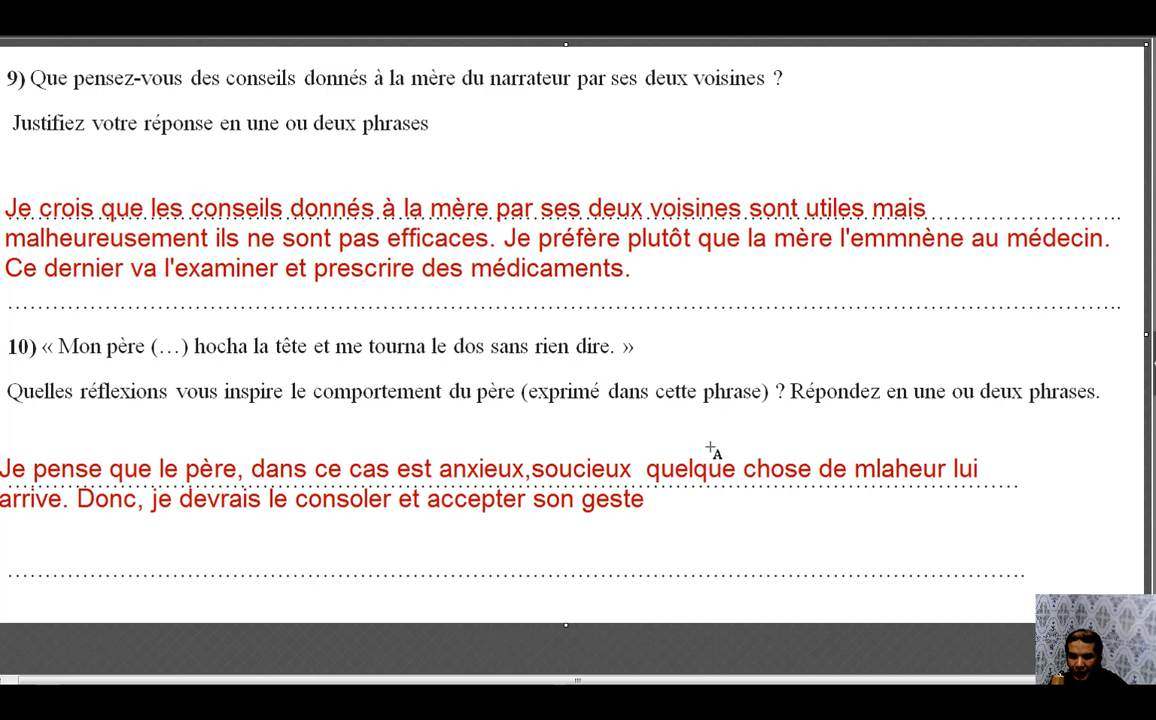 9) Que pensez-vous des conseils donnés à la mère du narrateur par ses deux voisines ?
Justifiez votre réponse en une ou deux phrases
Je crois que les conseils donnés à la mère par ses deux voisines sont utiles mais
malheureusement ils ne sont pas efficaces. Je préfère plutôt que la mère l'emmnène au médecin.
Ce dernier va l'examiner et prescrire des médicaments.
10) « Mon père (…) hocha la tête et me tourna le dos sans rien dire. »
Quelles réflexions vous inspire le comportement du père (exprimé dans cette phrase) ? Répondez en une ou deux phrases.
Je pense que le père, dans ce cas est anxieux,soucieux quelque chose de mlaheur lui
arrive. Donc, je devrais le consoler et accepter son geste